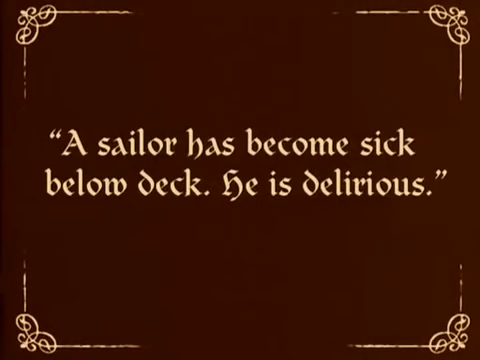 “A sailor has become sick
below deck. He is delirious.”